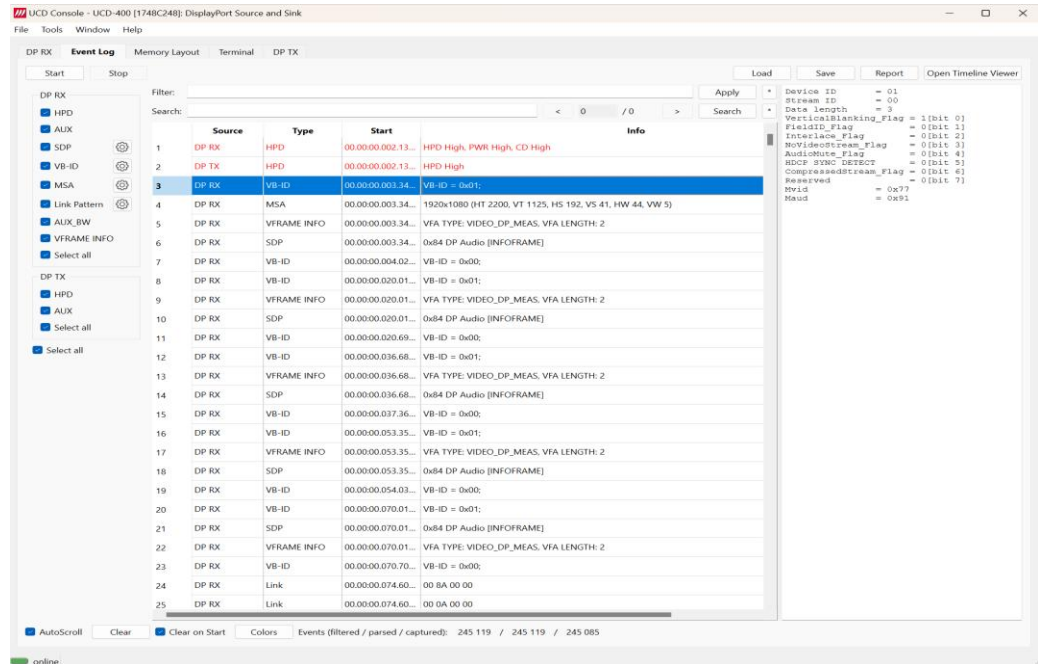 UCD Console - UCD-400 [1748C248]: DisplayPort Source and Sink
File Tools Window Help
DP RX Event Log Memory Layout Terminal DP TX
Start Stop Load Save Report Open Timeline Viewer
DP RX
HPD
AUX
SDP
VB-ID
MSA
Link Pattern
AUX_BW
VFRAME INFO
Select all
DP TX
HPD
AUX
Select all
Select all
Filter: Apply
Search: < 0 / 0 > Search
Source Type Start Info
1 DP RX HPD 00.00:00.002.13... HPD High, PWR High, CD High
2 DP TX HPD 00.00:00.002.13... HPD High
3 DP RX VB-ID 00.00:00.003.34... VB-ID = 0x01;
4 DP RX MSA 00.00:00.003.34... 1920x1080 (HT 2200, VT 1125, HS 192, VS 41, HW 44, VW 5)
5 DP RX VFRAME INFO 00.00:00.003.34... VFA TYPE: VIDEO_DP_MEAS, VFA LENGTH: 2
6 DP RX SDP 00.00:00.003.34... 0x84 DP Audio [INFOFRAME]
7 DP RX VB-ID 00.00:00.004.02... VB-ID = 0x00;
8 DP RX VB-ID 00.00:00.020.01... VB-ID = 0x01;
9 DP RX VFRAME INFO 00.00:00.020.01... VFA TYPE: VIDEO_DP_MEAS, VFA LENGTH: 2
10 DP RX SDP 00.00:00.020.01... 0x84 DP Audio [INFOFRAME]
11 DP RX VB-ID 00.00:00.020.69... VB-ID = 0x00;
12 DP RX VB-ID 00.00:00.036.68... VB-ID = 0x01;
13 DP RX VFRAME INFO 00.00:00.036.68... VFA TYPE: VIDEO_DP_MEAS, VFA LENGTH: 2
14 DP RX SDP 00.00:00.036.68... 0x84 DP Audio [INFOFRAME]
15 DP RX VB-ID 00.00:00.037.36... VB-ID = 0x00;
16 DP RX VB-ID 00.00:00.053.35... VB-ID = 0x01;
17 DP RX VFRAME INFO 00.00:00.053.35... VFA TYPE: VIDEO_DP_MEAS, VFA LENGTH: 2
18 DP RX SDP 00.00:00.053.35... 0x84 DP Audio [INFOFRAME]
19 DP RX VB-ID 00.00:00.054.03... VB-ID = 0x00;
20 DP RX VB-ID 00.00:00.070.01... VB-ID = 0x01;
21 DP RX SDP 00.00:00.070.01... 0x84 DP Audio [INFOFRAME]
22 DP RX VFRAME INFO 00.00:00.070.01... VFA TYPE: VIDEO_DP_MEAS, VFA LENGTH: 2
23 DP RX VB-ID 00.00:00.070.70... VB-ID = 0x00;
24 DP RX Link 00.00:00.074.60... 00 8A 00 00
25 DP RX Link 00.00:00.074.60... 00 0A 00 00
Device ID = 01
Stream ID = 00
Data length = 3
VerticalBlanking_Flag = 1[bit 0]
FieldID_Flag = 0[bit 1]
Interlace_Flag = 0[bit 2]
NoVideoStream_Flag = 0[bit 3]
AudioMute_Flag = 0[bit 4]
HDCP SYNC DETECT = 0[bit 5]
CompressedStream_Flag = 0[bit 6]
Reserved = 0[bit 7]
Mvid = 0x77
Maud = 0x91
AutoScroll Clear Clear on Start Colors Events (filtered / parsed / captured): 245 119 / 245 119 / 245 085
online